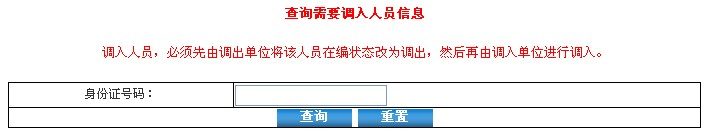 查询需要调入人员信息
调入人员，必须先由调出单位将该人员在编状态改为调出，然后再由调入单位进行调入。
身份证号码：
查询 重置